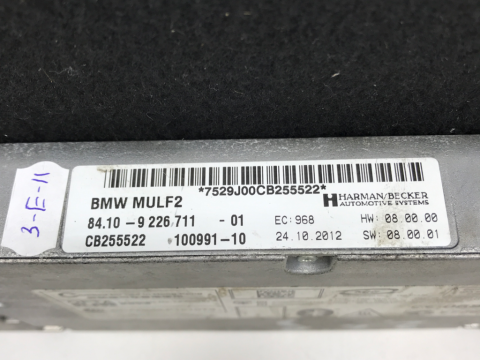 *7529J00CB255522*
BMW MULF2
HARMAN/BECKER
AUTOMOTIVE SYSTEMS
84.10 - 9 226 711 - 01
EC: 968
HW: 08.00.00
CB255522
100991-10
24.10.2012
SW: 08.00.01
3-E-11